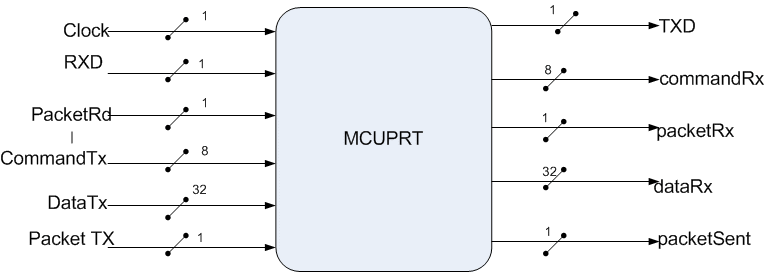 Clock 1
RXD 1
PacketRd 1
CommandTx 8
DataTx 32
Packet TX 1
MCUPRT
1 TXD
8 commandRx
1 packetRx
32 dataRx
1 packetSent